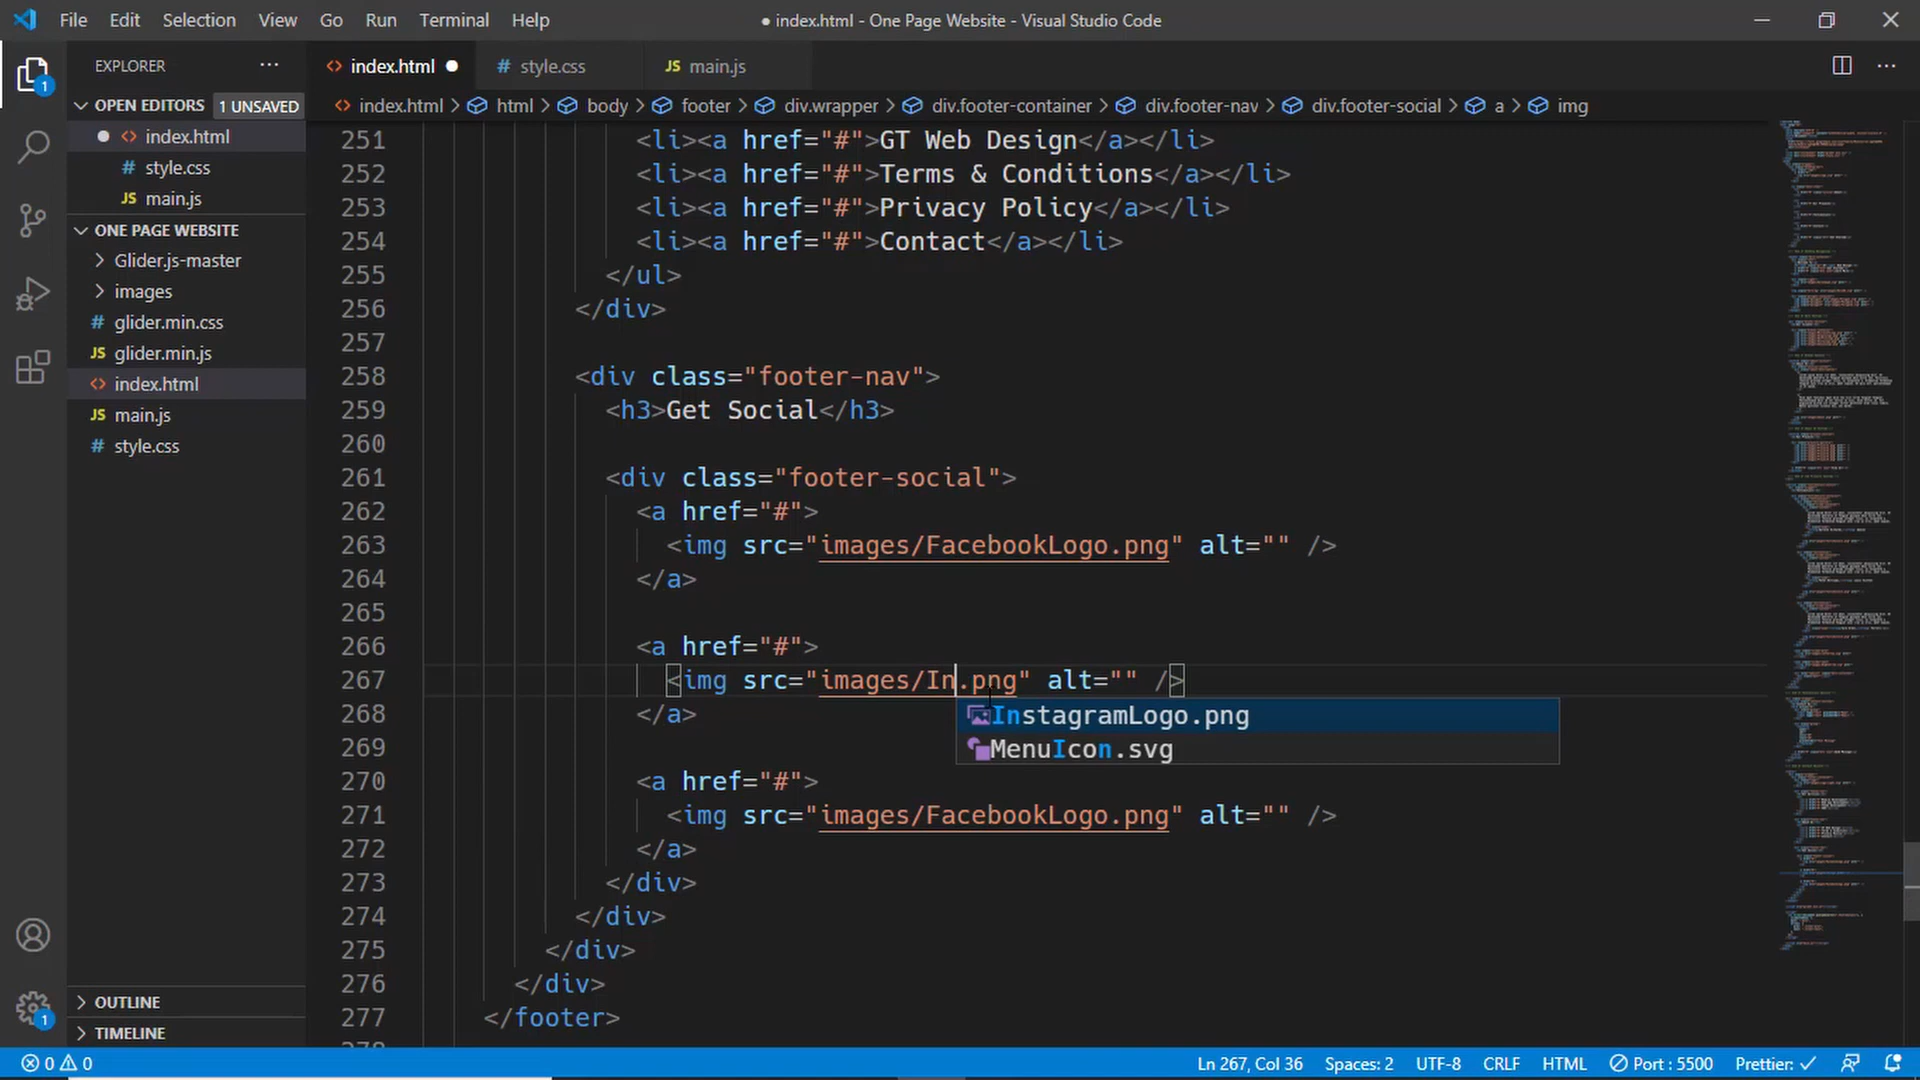 File Edit Selection View Go Run Terminal Help ● index.html - One Page Website - Visual Studio Code
EXPLORER ...
index.html ● # style.css JS main.js
OPEN EDITORS 1 UNSAVED
index.html > html > body > footer > div.wrapper > div.footer-container > div.footer-nav > div.footer-social > a > img
● index.html
# style.css
JS main.js
ONE PAGE WEBSITE
> Glider.js-master
> images
# glider.min.css
JS glider.min.js
index.html
JS main.js
# style.css
OUTLINE
TIMELINE
251 <li><a href="#">GT Web Design</a></li>
252 <li><a href="#">Terms & Conditions</a></li>
253 <li><a href="#">Privacy Policy</a></li>
254 <li><a href="#">Contact</a></li>
255 </ul>
256 </div>
257
258 <div class="footer-nav">
259 <h3>Get Social</h3>
260
261 <div class="footer-social">
262 <a href="#">
263 <img src="images/FacebookLogo.png" alt="" />
264 </a>
265
266 <a href="#">
267 <img src="images/In.png" alt="" />
InstagramLogo.png
MenuIcon.svg
268 </a>
269
270 <a href="#">
271 <img src="images/FacebookLogo.png" alt="" />
272 </a>
273 </div>
274 </div>
275 </div>
276 </div>
277 </footer>
1
1
0 0 Ln 267, Col 36 Spaces: 2 UTF-8 CRLF HTML Port : 5500 Prettier: ✓